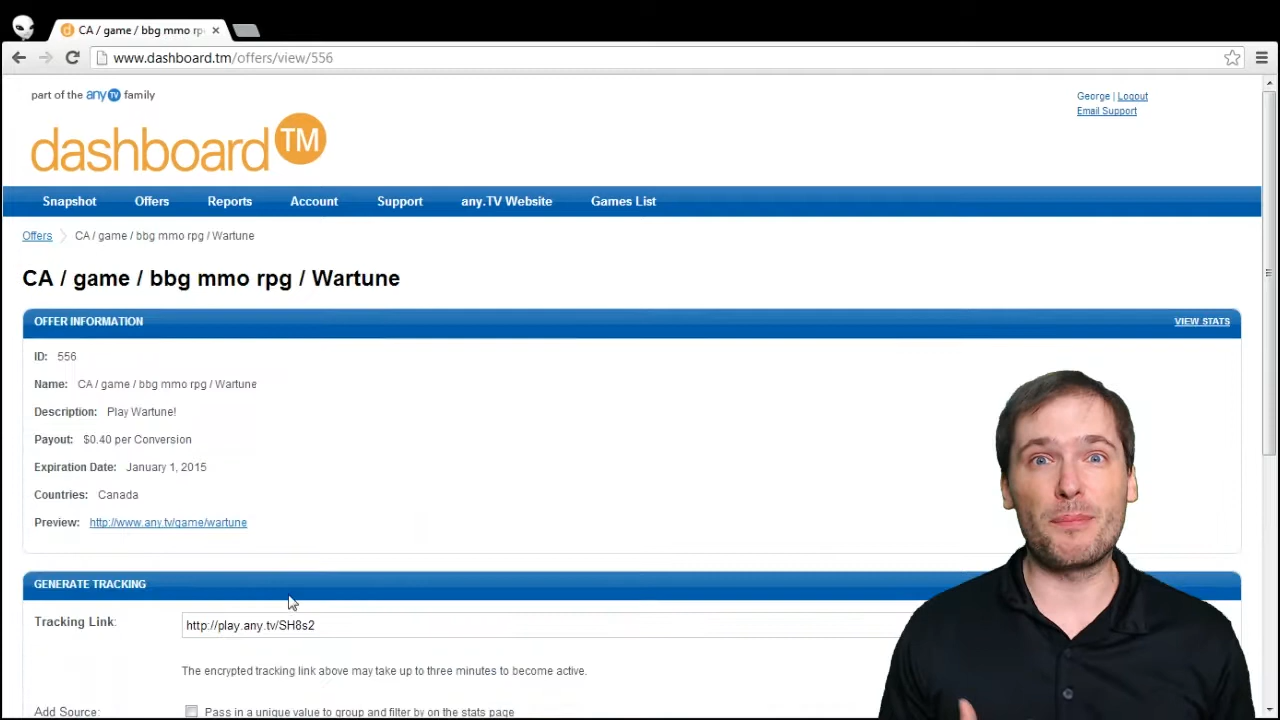 CA / game / bbg mmo rp
www.dashboard.tm/offers/view/556
part of the any TV family
George | Logout
Email Support
dashboard TM
Snapshot Offers Reports Account Support any.TV Website Games List
Offers CA / game / bbg mmo rpg / Wartune
CA / game / bbg mmo rpg / Wartune
OFFER INFORMATION VIEW STATS
ID: 556
Name: CA / game / bbg mmo rpg / Wartune
Description: Play Wartune!
Payout: $0.40 per Conversion
Expiration Date: January 1, 2015
Countries: Canada
Preview: http://www.any.tv/game/wartune
GENERATE TRACKING
Tracking Link: http://play.any.tv/SH8s2
The encrypted tracking link above may take up to three minutes to become active.
Add Source: Pass in a unique value to group and filter by on the stats page